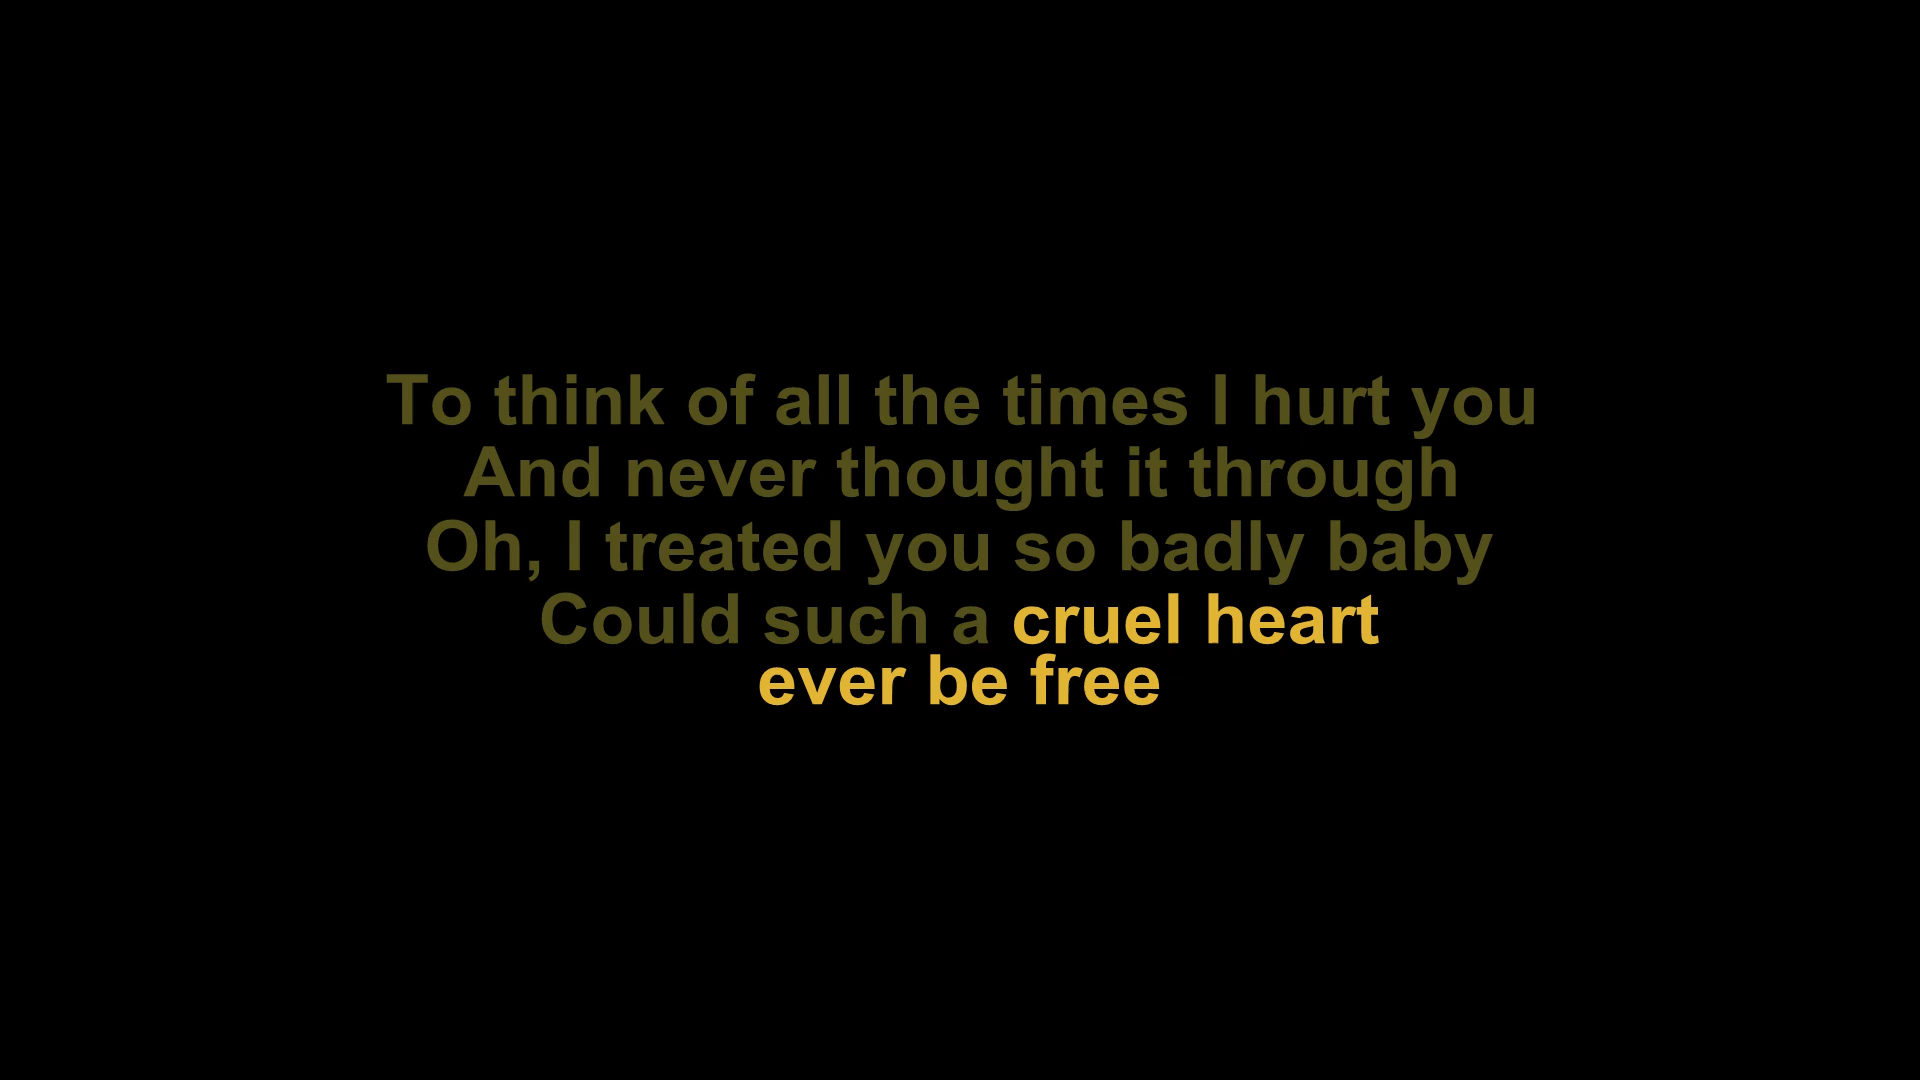 To think of all the times I hurt you
And never thought it through
Oh, I treated you so badly baby
Could such a cruel heart
ever be free